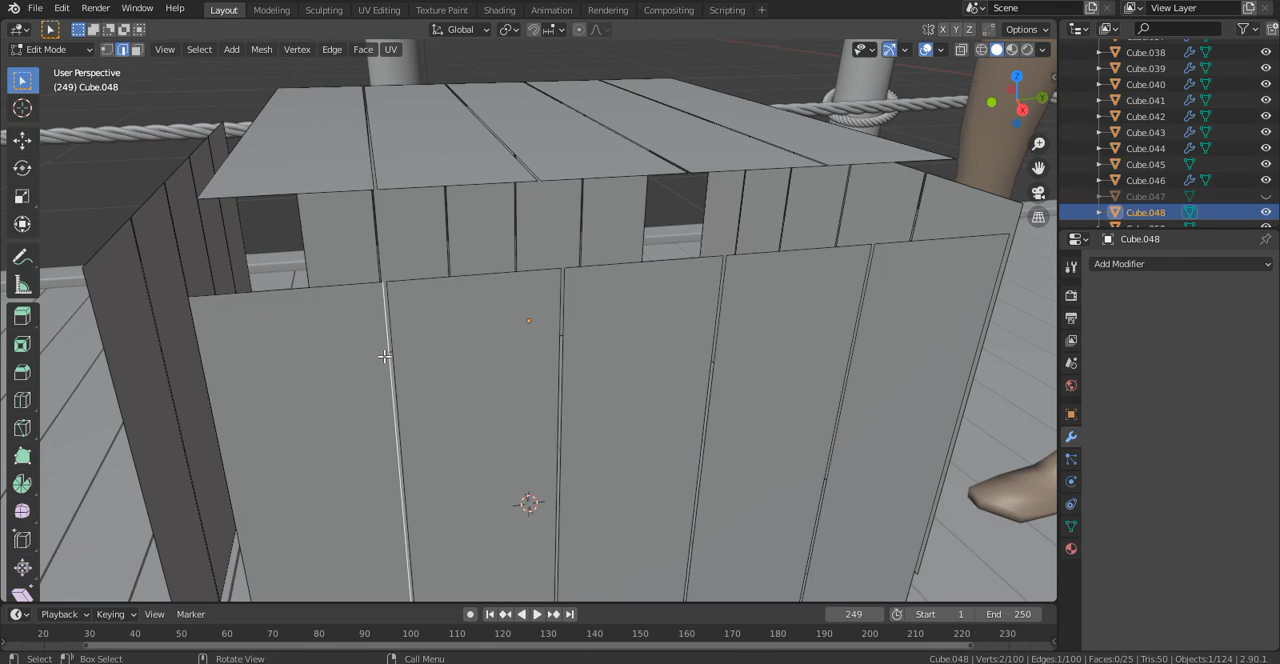 File Edit Render Window Help Layout Modeling Sculpting UV Editing Texture Paint Shading Animation Rendering Compositing Scripting + Scene View Layer
Global X Y Z Options
Edit Mode View Select Add Mesh Vertex Edge Face UV
User Perspective
(249) Cube.048
Z
Y
X
Cube.038
Cube.039
Cube.040
Cube.041
Cube.042
Cube.043
Cube.044
Cube.045
Cube.046
Cube.047
Cube.048
Cube.048
Add Modifier
Playback Keying View Marker 249 Start 1 End 250
20 30 40 50 60 70 80 90 100 110 120 130 140 150 160 170 180 190 200 210 220 230
Select Box Select Rotate View Call Menu Cube.048 | Verts:2/100 | Edges:1/100 | Faces:0/25 | Tris:50 | Objects:1/124 | 2.90.1